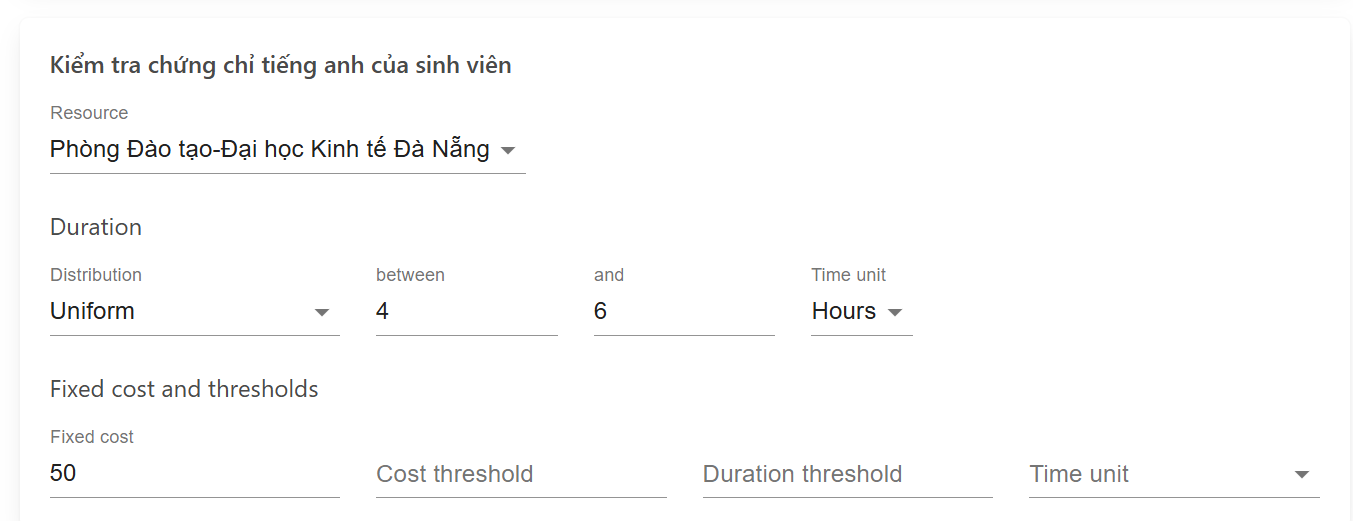 Kiểm tra chứng chỉ tiếng anh của sinh viên
Resource
Phòng Đào tạo-Đại học Kinh tế Đà Nẵng
Duration
Distribution between and Time unit
Uniform 4 6 Hours
Fixed cost and thresholds
Fixed cost
50 Cost threshold Duration threshold Time unit